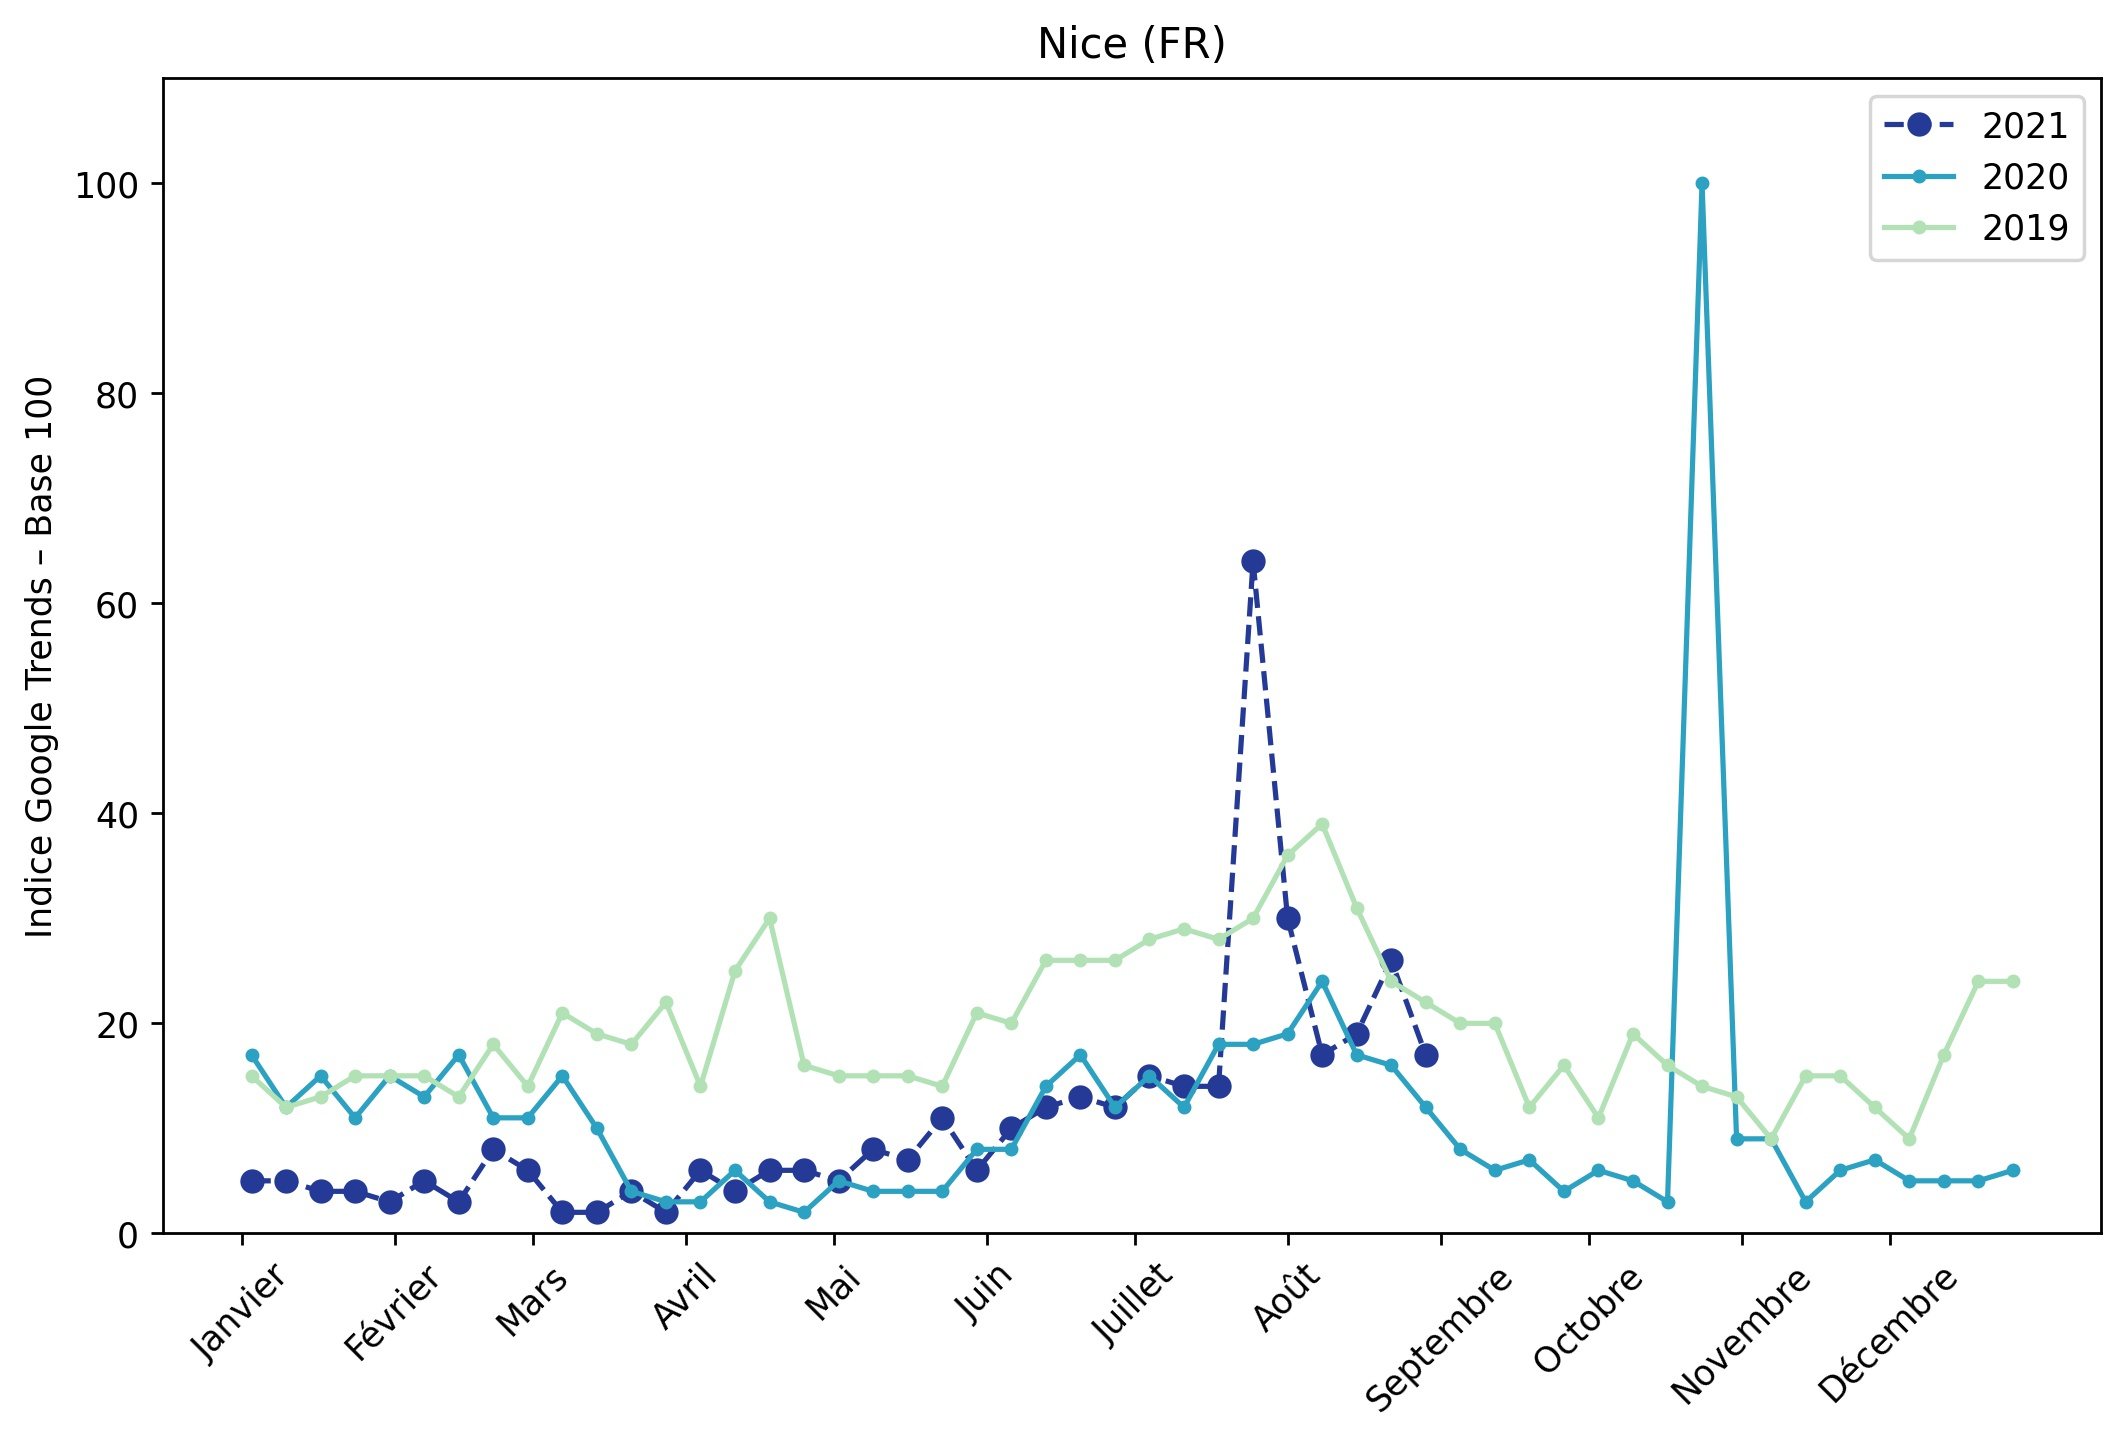 Nice (FR)
Indice Google Trends – Base 100
100
80
60
40
20
0
2021
2020
2019
Janvier
Février
Mars
Avril
Mai
Juin
Juillet
Août
Septembre
Octobre
Novembre
Décembre